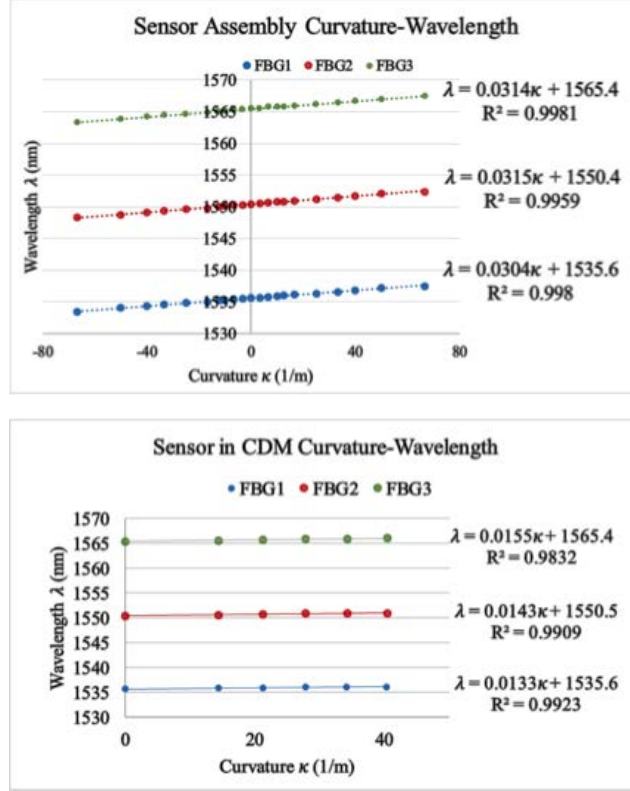 Sensor Assembly Curvature-Wavelength
FBG1 FBG2 FBG3
1570
1565
1560
1555
1550
1545
1540
1535
1530
Wavelength λ (nm)
-80 -40 0 40 80
Curvature κ (1/m)
λ = 0.0314κ + 1565.4
R² = 0.9981
λ = 0.0315κ + 1550.4
R² = 0.9959
λ = 0.0304κ + 1535.6
R² = 0.998
Sensor in CDM Curvature-Wavelength
FBG1 FBG2 FBG3
1570
1565
1560
1555
1550
1545
1540
1535
1530
Wavelength λ (nm)
0 20 40
Curvature κ (1/m)
λ = 0.0155κ + 1565.4
R² = 0.9832
λ = 0.0143κ + 1550.5
R² = 0.9909
λ = 0.0133κ + 1535.6
R² = 0.9923